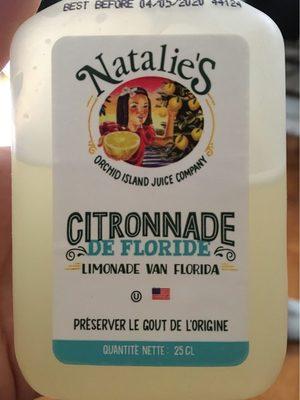 BEST BEFORE 04/05/2020 44124
Natalie's
ORCHID ISLAND JUICE COMPANY
CITRONNADE
DE FLORIDE
LIMONADE VAN FLORIDA
U
PRÉSERVER LE GOUT DE L'ORIGINE
QUANTITÉ NETTE : 25 CL